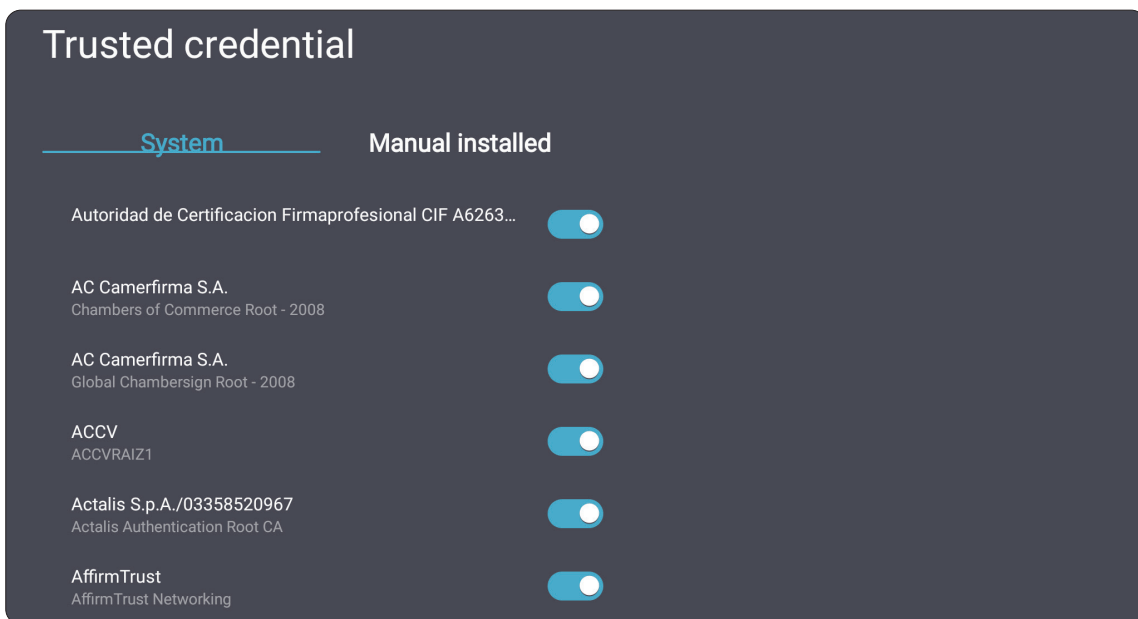 Trusted credential
System
Manual installed
Autoridad de Certificacion Firmaprofesional CIF A6263...
AC Camerfirma S.A.
Chambers of Commerce Root - 2008
AC Camerfirma S.A.
Global Chambersign Root - 2008
ACCV
ACCVRAIZ1
Actalis S.p.A./03358520967
Actalis Authentication Root CA
AffirmTrust
AffirmTrust Networking